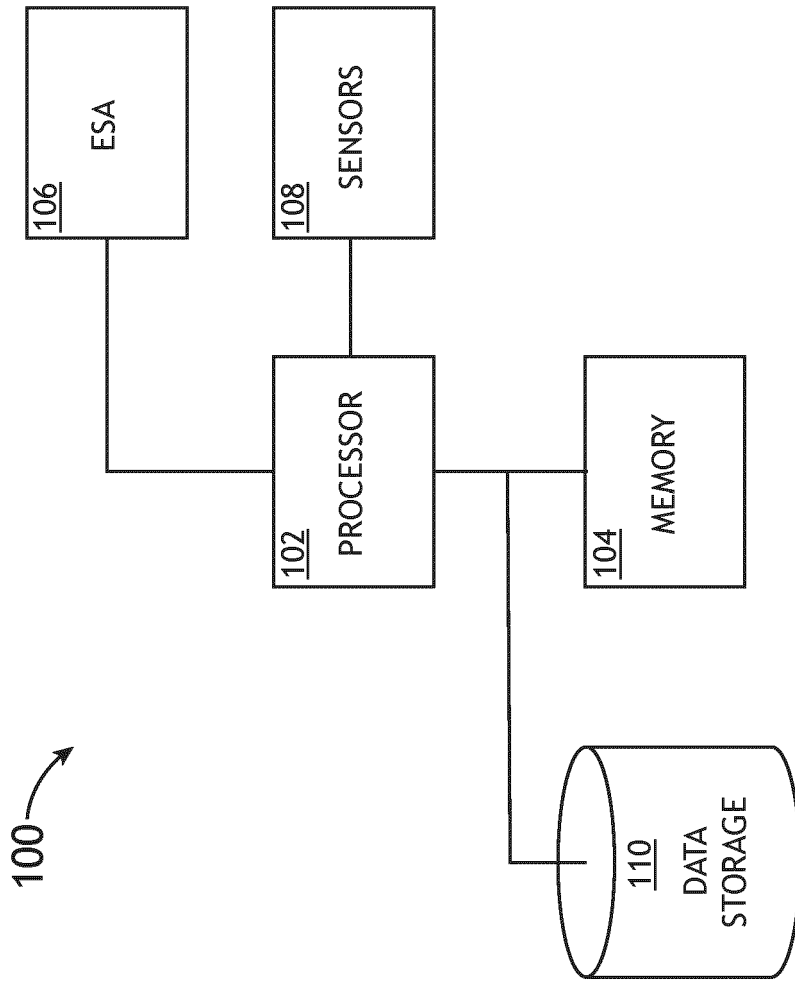 100
106
ESA
102
PROCESSOR
108
SENSORS
110
DATA
STORAGE
104
MEMORY